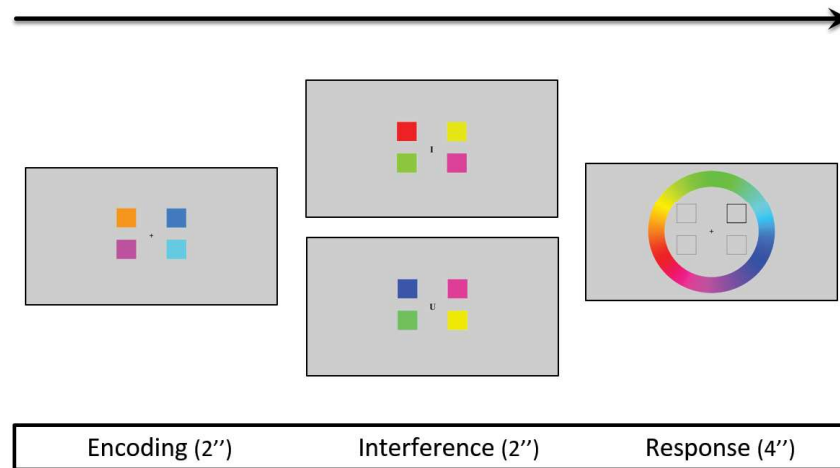 +
I
U
+
Encoding (2’’)
Interference (2’’)
Response (4’’)